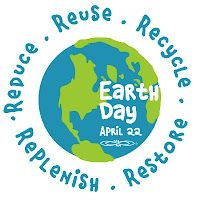 Reduce . Reuse . Recycle . Restore . Replenish .
Earth
Day
April 22